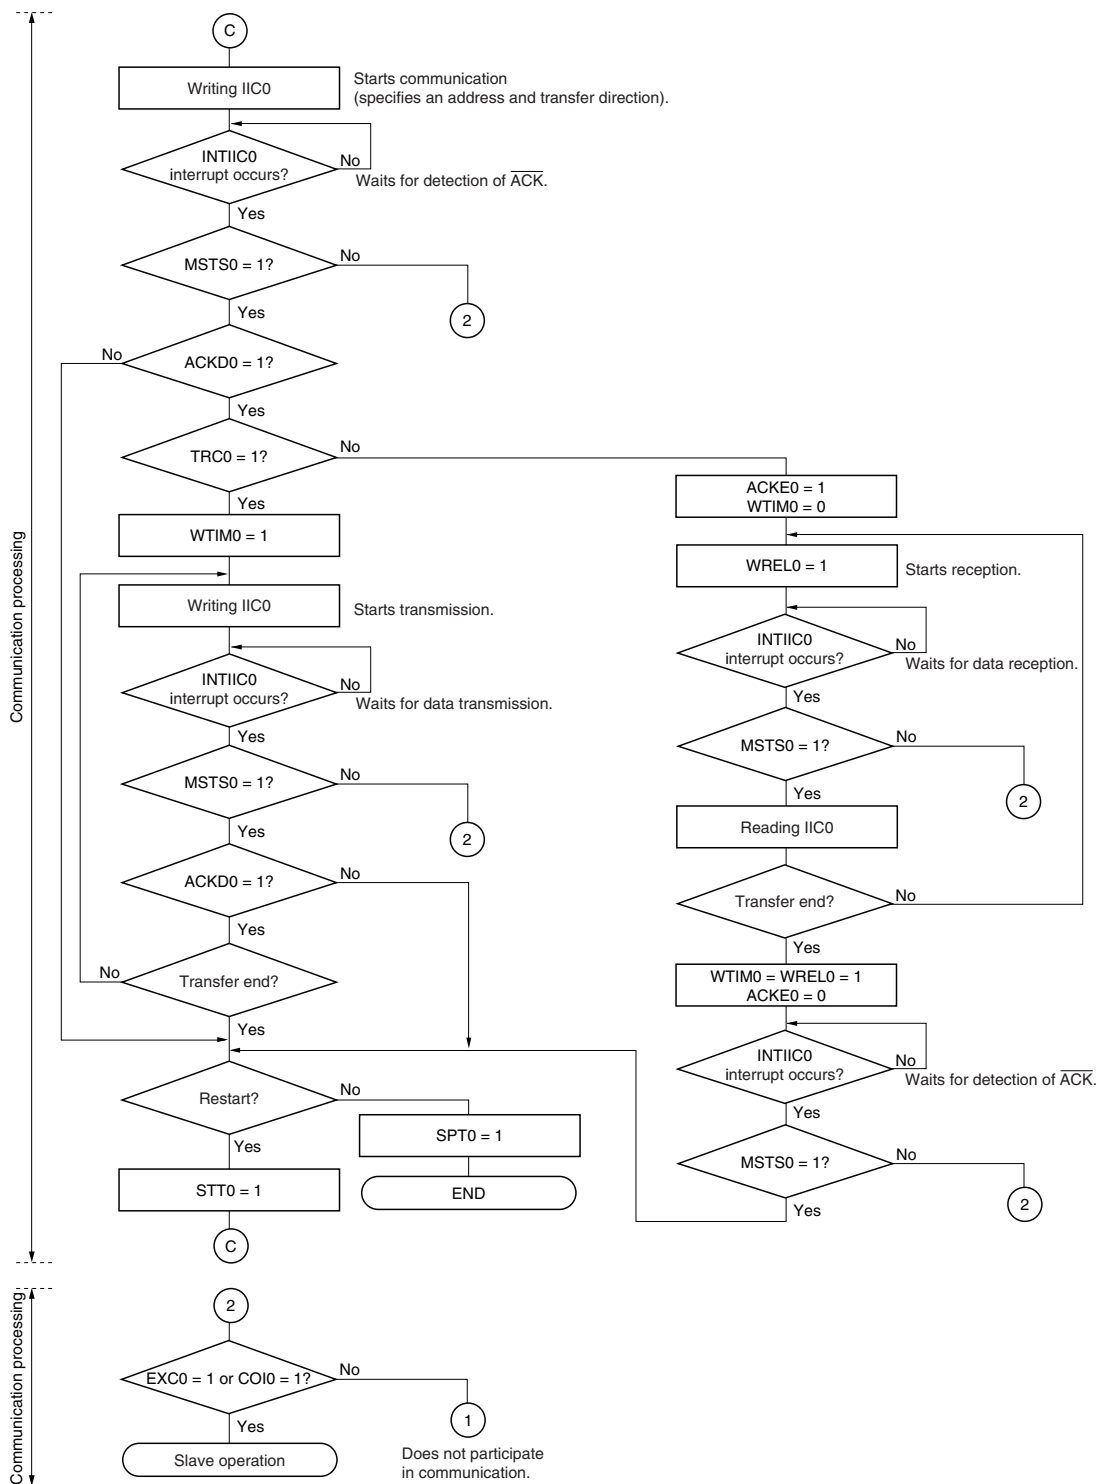 C
Writing IIC0
Starts communication
(specifies an address and transfer direction).
INTIIC0
interrupt occurs?
No
Waits for detection of ACK.
Yes
MSTS0 = 1?
No
2
Yes
ACKD0 = 1?
No
Yes
TRC0 = 1?
No
Yes
WTIM0 = 1
Writing IIC0
Starts transmission.
INTIIC0
interrupt occurs?
No
Waits for data transmission.
Yes
MSTS0 = 1?
No
2
Yes
ACKD0 = 1?
No
Yes
Transfer end?
No
Yes
Restart?
No
SPT0 = 1
END
Yes
STT0 = 1
C
ACKE0 = 1
WTIM0 = 0
WREL0 = 1
Starts reception.
INTIIC0
interrupt occurs?
No
Waits for data reception.
Yes
MSTS0 = 1?
No
2
Yes
Reading IIC0
Transfer end?
No
Yes
WTIM0 = WREL0 = 1
ACKE0 = 0
INTIIC0
interrupt occurs?
No
Waits for detection of ACK.
Yes
MSTS0 = 1?
No
2
Yes
Communication processing
2
EXC0 = 1 or COI0 = 1?
No
1
Does not participate
in communication.
Yes
Slave operation
Communication processing